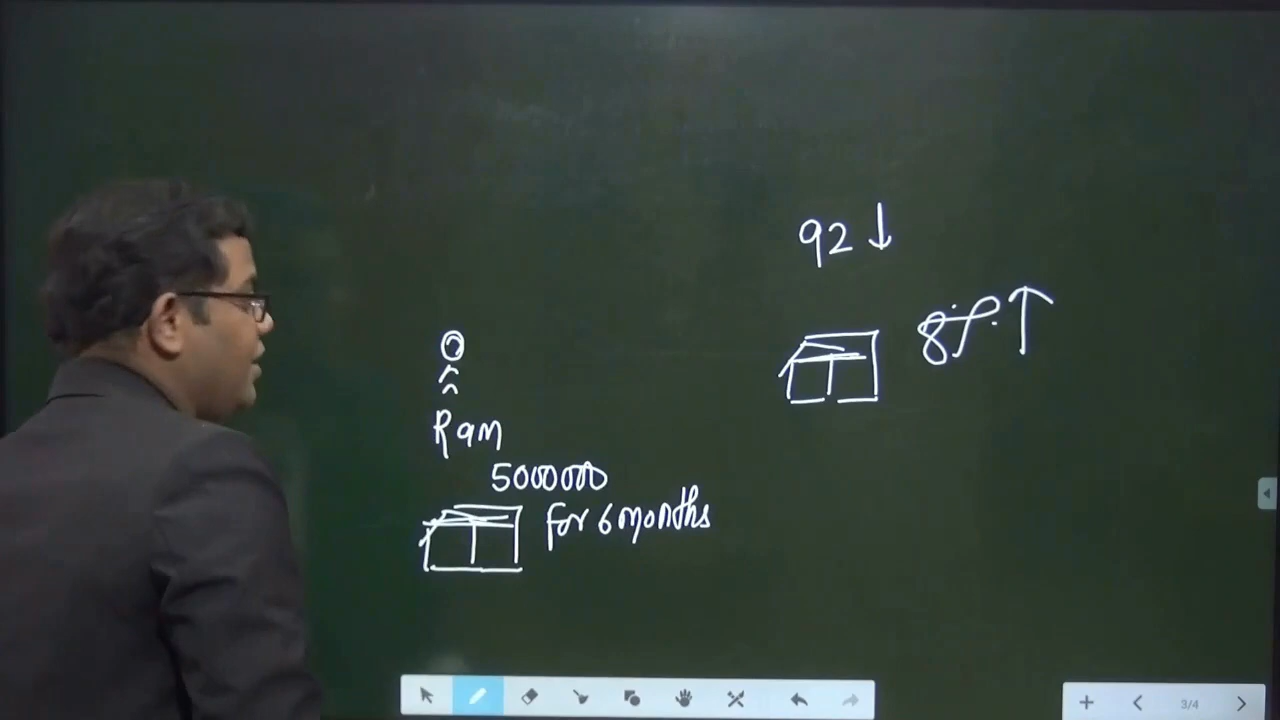 92 ↓
8% ↑
Ram
5000000
for 6 months
3/4